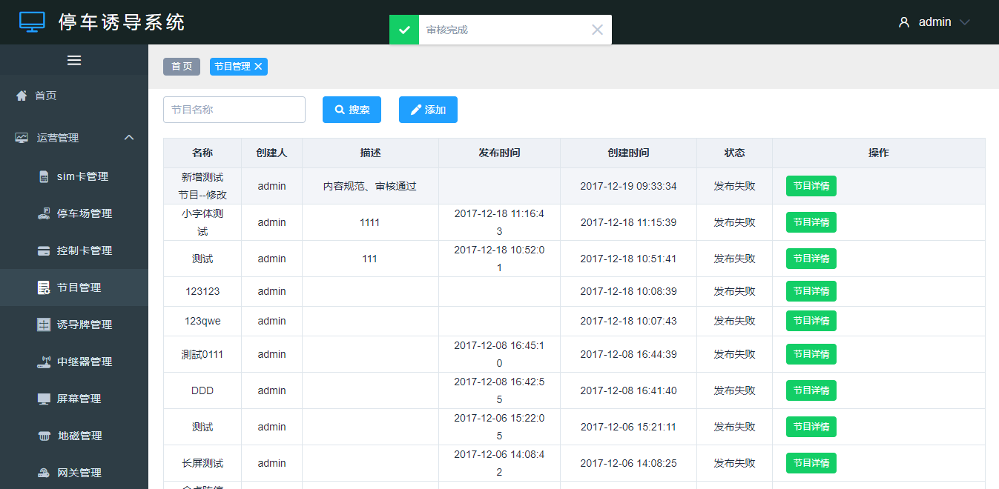 停车诱导系统
审核完成
admin
首页
节目管理
首页
节目名称
搜索
添加
运营管理
sim卡管理
停车场管理
控制卡管理
节目管理
诱导牌管理
中继器管理
屏幕管理
地磁管理
网关管理
名称 创建人 描述 发布时间 创建时间 状态 操作
新增测试
节目--修改
admin 内容规范、审核通过 2017-12-19 09:33:34 发布失败 节目详情
小字体测
试
admin 1111 2017-12-18 11:16:4
3
2017-12-18 11:15:39 发布失败 节目详情
测试 admin 111 2017-12-18 10:52:0
1
2017-12-18 10:51:41 发布失败 节目详情
123123 admin 2017-12-18 10:08:39 发布失败 节目详情
123qwe admin 2017-12-18 10:07:43 发布失败 节目详情
測試0111 admin 2017-12-08 16:45:1
0
2017-12-08 16:44:39 发布失败 节目详情
DDD admin 2017-12-08 16:42:5
5
2017-12-08 16:41:40 发布失败 节目详情
测试 admin 2017-12-06 15:22:0
5
2017-12-06 15:21:11 发布失败 节目详情
长屏测试 admin 2017-12-06 14:08:4
2
2017-12-06 14:08:25 发布失败 节目详情